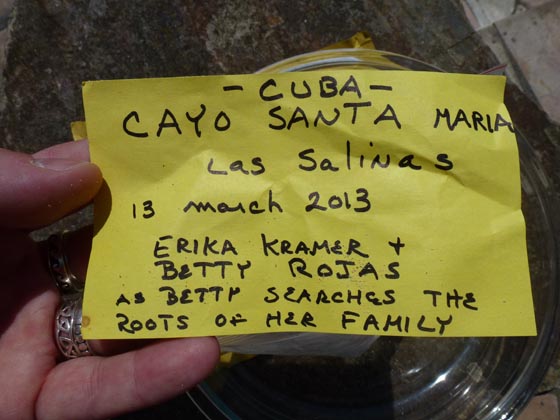 - CUBA -
CAYO SANTA MARIA
Las Salinas
13 march 2013
ERIKA KRAMER +
BETTY ROJAS
AS BETTY SEARCHES THE
ROOTS OF HER FAMILY